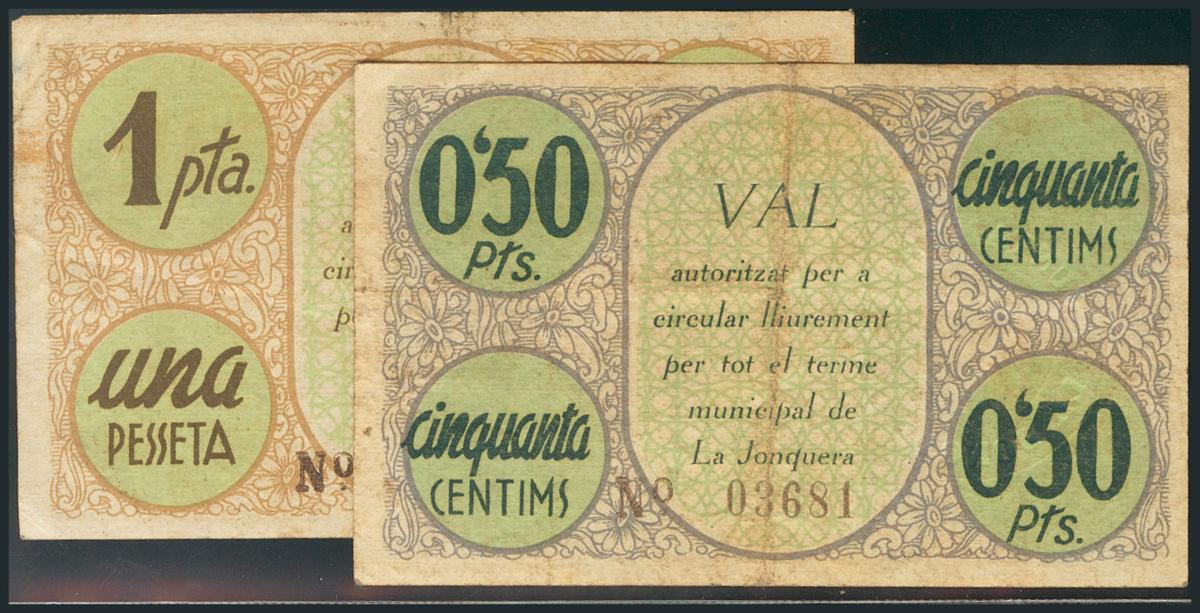 1 pta.
una
PESSETA
Nº
0'50
Pts.
cinquanta
CENTIMS
VAL
autoritzat per a
circular lliurement
per tot el terme
municipal de
La Jonquera
Nº 03681
cinquanta
CENTIMS
0'50
Pts.